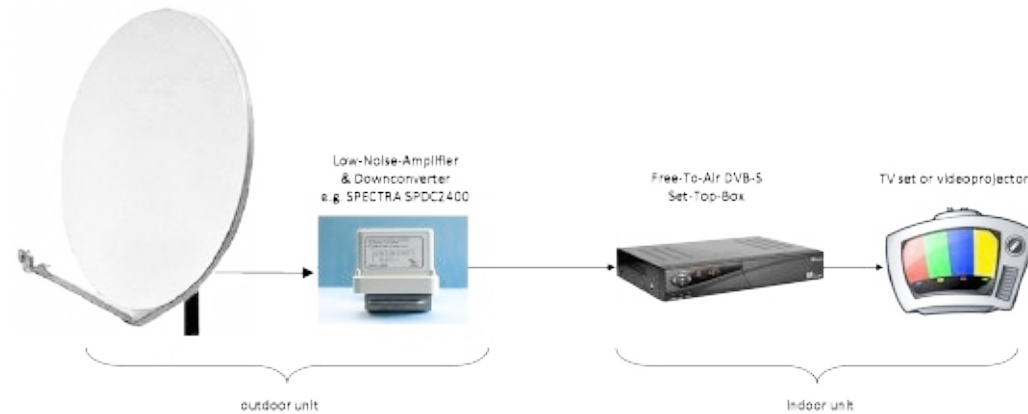 Low-Noise-Amplifier
& Downconverter
e.g. SPECTRA SPDC2400
Free-To-Air DVB-S
Set-Top-Box
TV set or videoprojector
outdoor unit
indoor unit